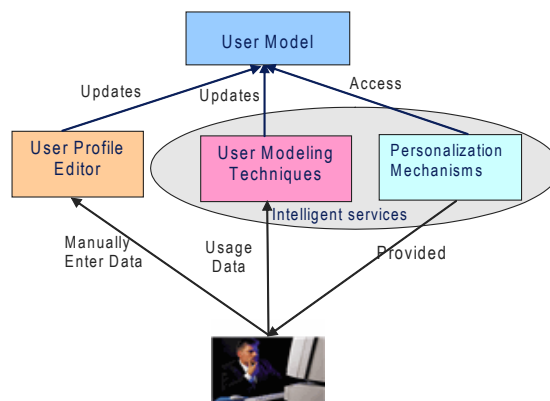 User Model
Updates
Updates
Access
User Profile
Editor
User Modeling
Techniques
Personalization
Mechanisms
Intelligent services
Manually
Enter Data
Usage
Data
Provided